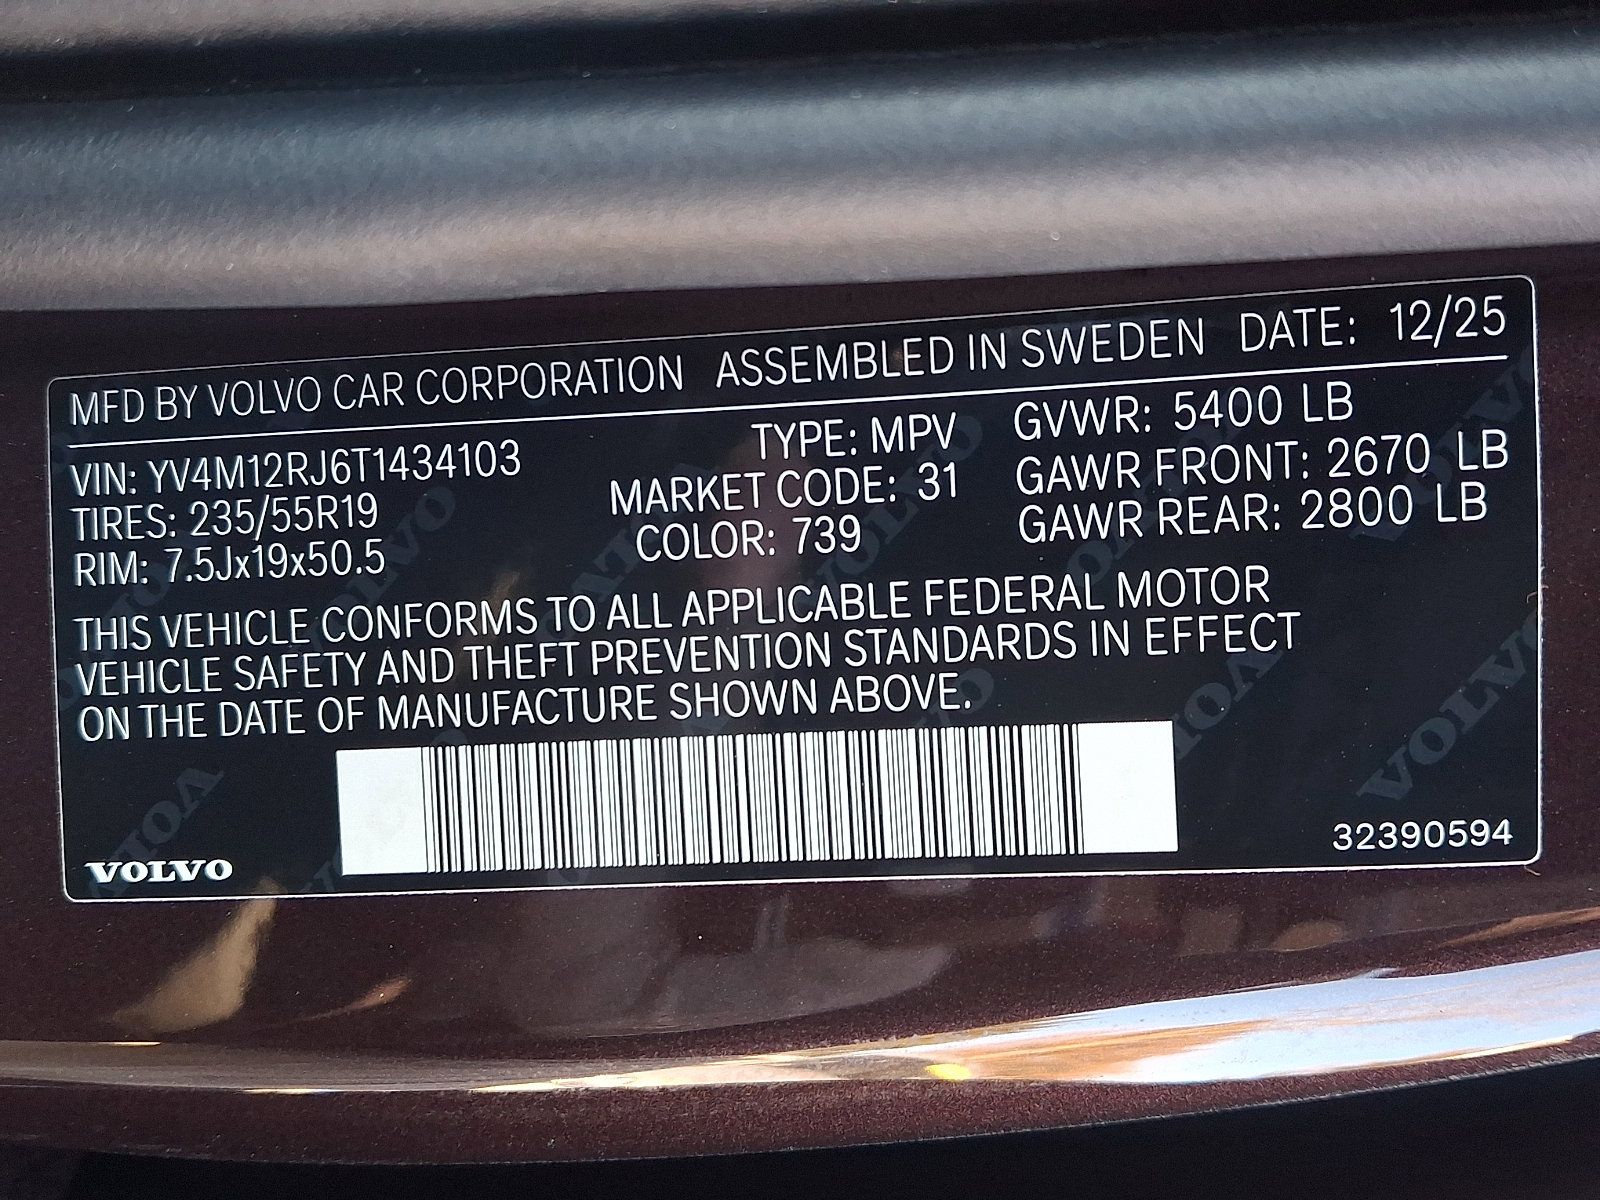 MFD BY VOLVO CAR CORPORATION ASSEMBLED IN SWEDEN DATE: 12/25
VIN: YV4M12RJ6T1434103
TIRES: 235/55R19
RIM: 7.5Jx19x50.5
TYPE: MPV
MARKET CODE: 31
COLOR: 739
GVWR: 5400 LB
GAWR FRONT: 2670 LB
GAWR REAR: 2800 LB
THIS VEHICLE CONFORMS TO ALL APPLICABLE FEDERAL MOTOR
VEHICLE SAFETY AND THEFT PREVENTION STANDARDS IN EFFECT
ON THE DATE OF MANUFACTURE SHOWN ABOVE.
VOLVO
32390594